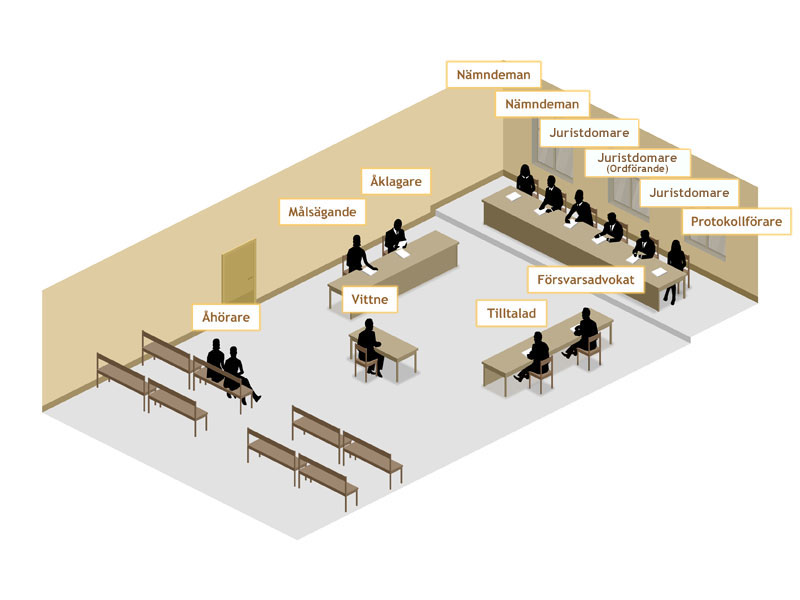 Nämndeman
Nämndeman
Juristdomare
Juristdomare
(Ordförande)
Juristdomare
Protokollförare
Åklagare
Målsägande
Försvarsadvokat
Vittne
Tilltalad
Åhörare